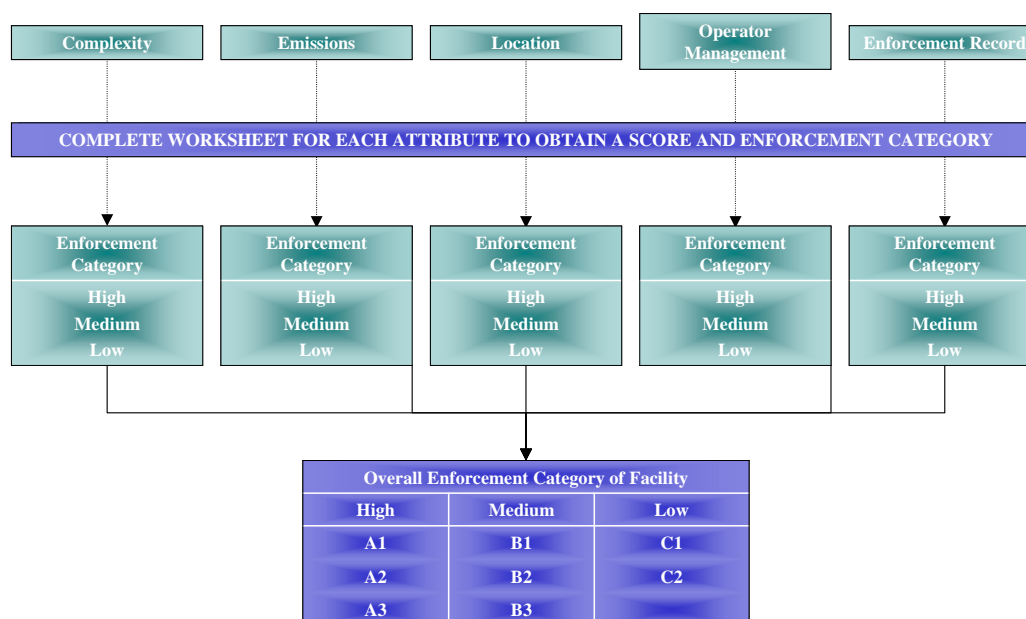 Complexity
Emissions
Location
Operator
Management
Enforcement Record
COMPLETE WORKSHEET FOR EACH ATTRIBUTE TO OBTAIN A SCORE AND ENFORCEMENT CATEGORY
Enforcement
Category
High
Medium
Low
Enforcement
Category
High
Medium
Low
Enforcement
Category
High
Medium
Low
Enforcement
Category
High
Medium
Low
Enforcement
Category
High
Medium
Low
Overall Enforcement Category of Facility
High Medium Low
A1 B1 C1
A2 B2 C2
A3 B3